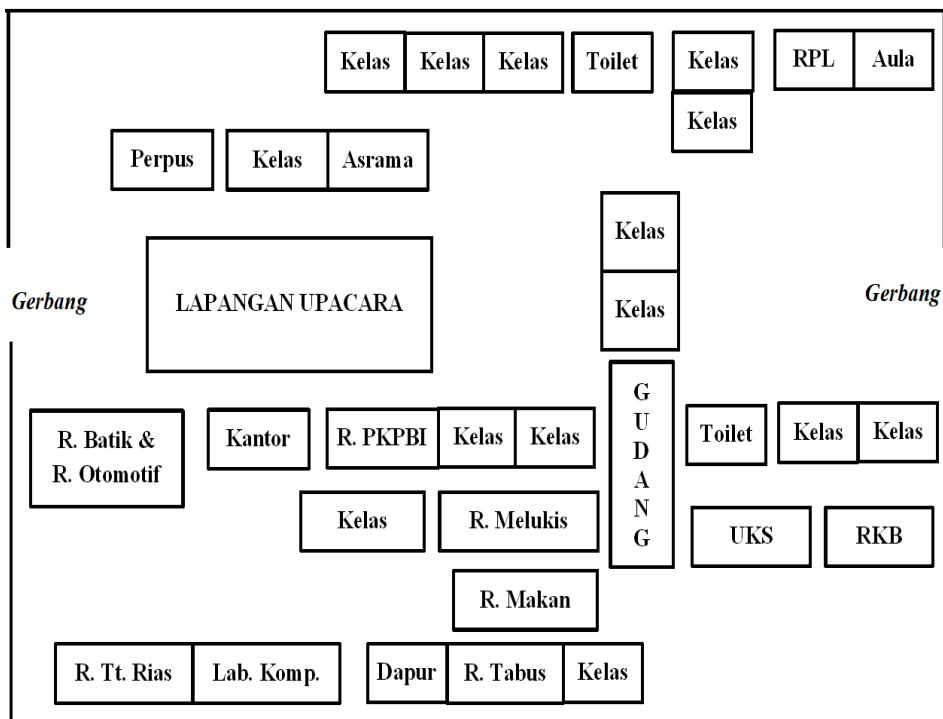 Kelas Kelas Kelas Toilet Kelas RPL Aula
Kelas
Perpus Kelas Asrama
Kelas
Gerbang LAPANGAN UPACARA Kelas Gerbang
GUDANG
R. Batik &
R. Otomotif
Kantor R. PKPBI Kelas Kelas Toilet Kelas Kelas
Kelas R. Melukis UKS RKB
R. Makan
R. Tt. Rias Lab. Komp. Dapur R. Tabus Kelas